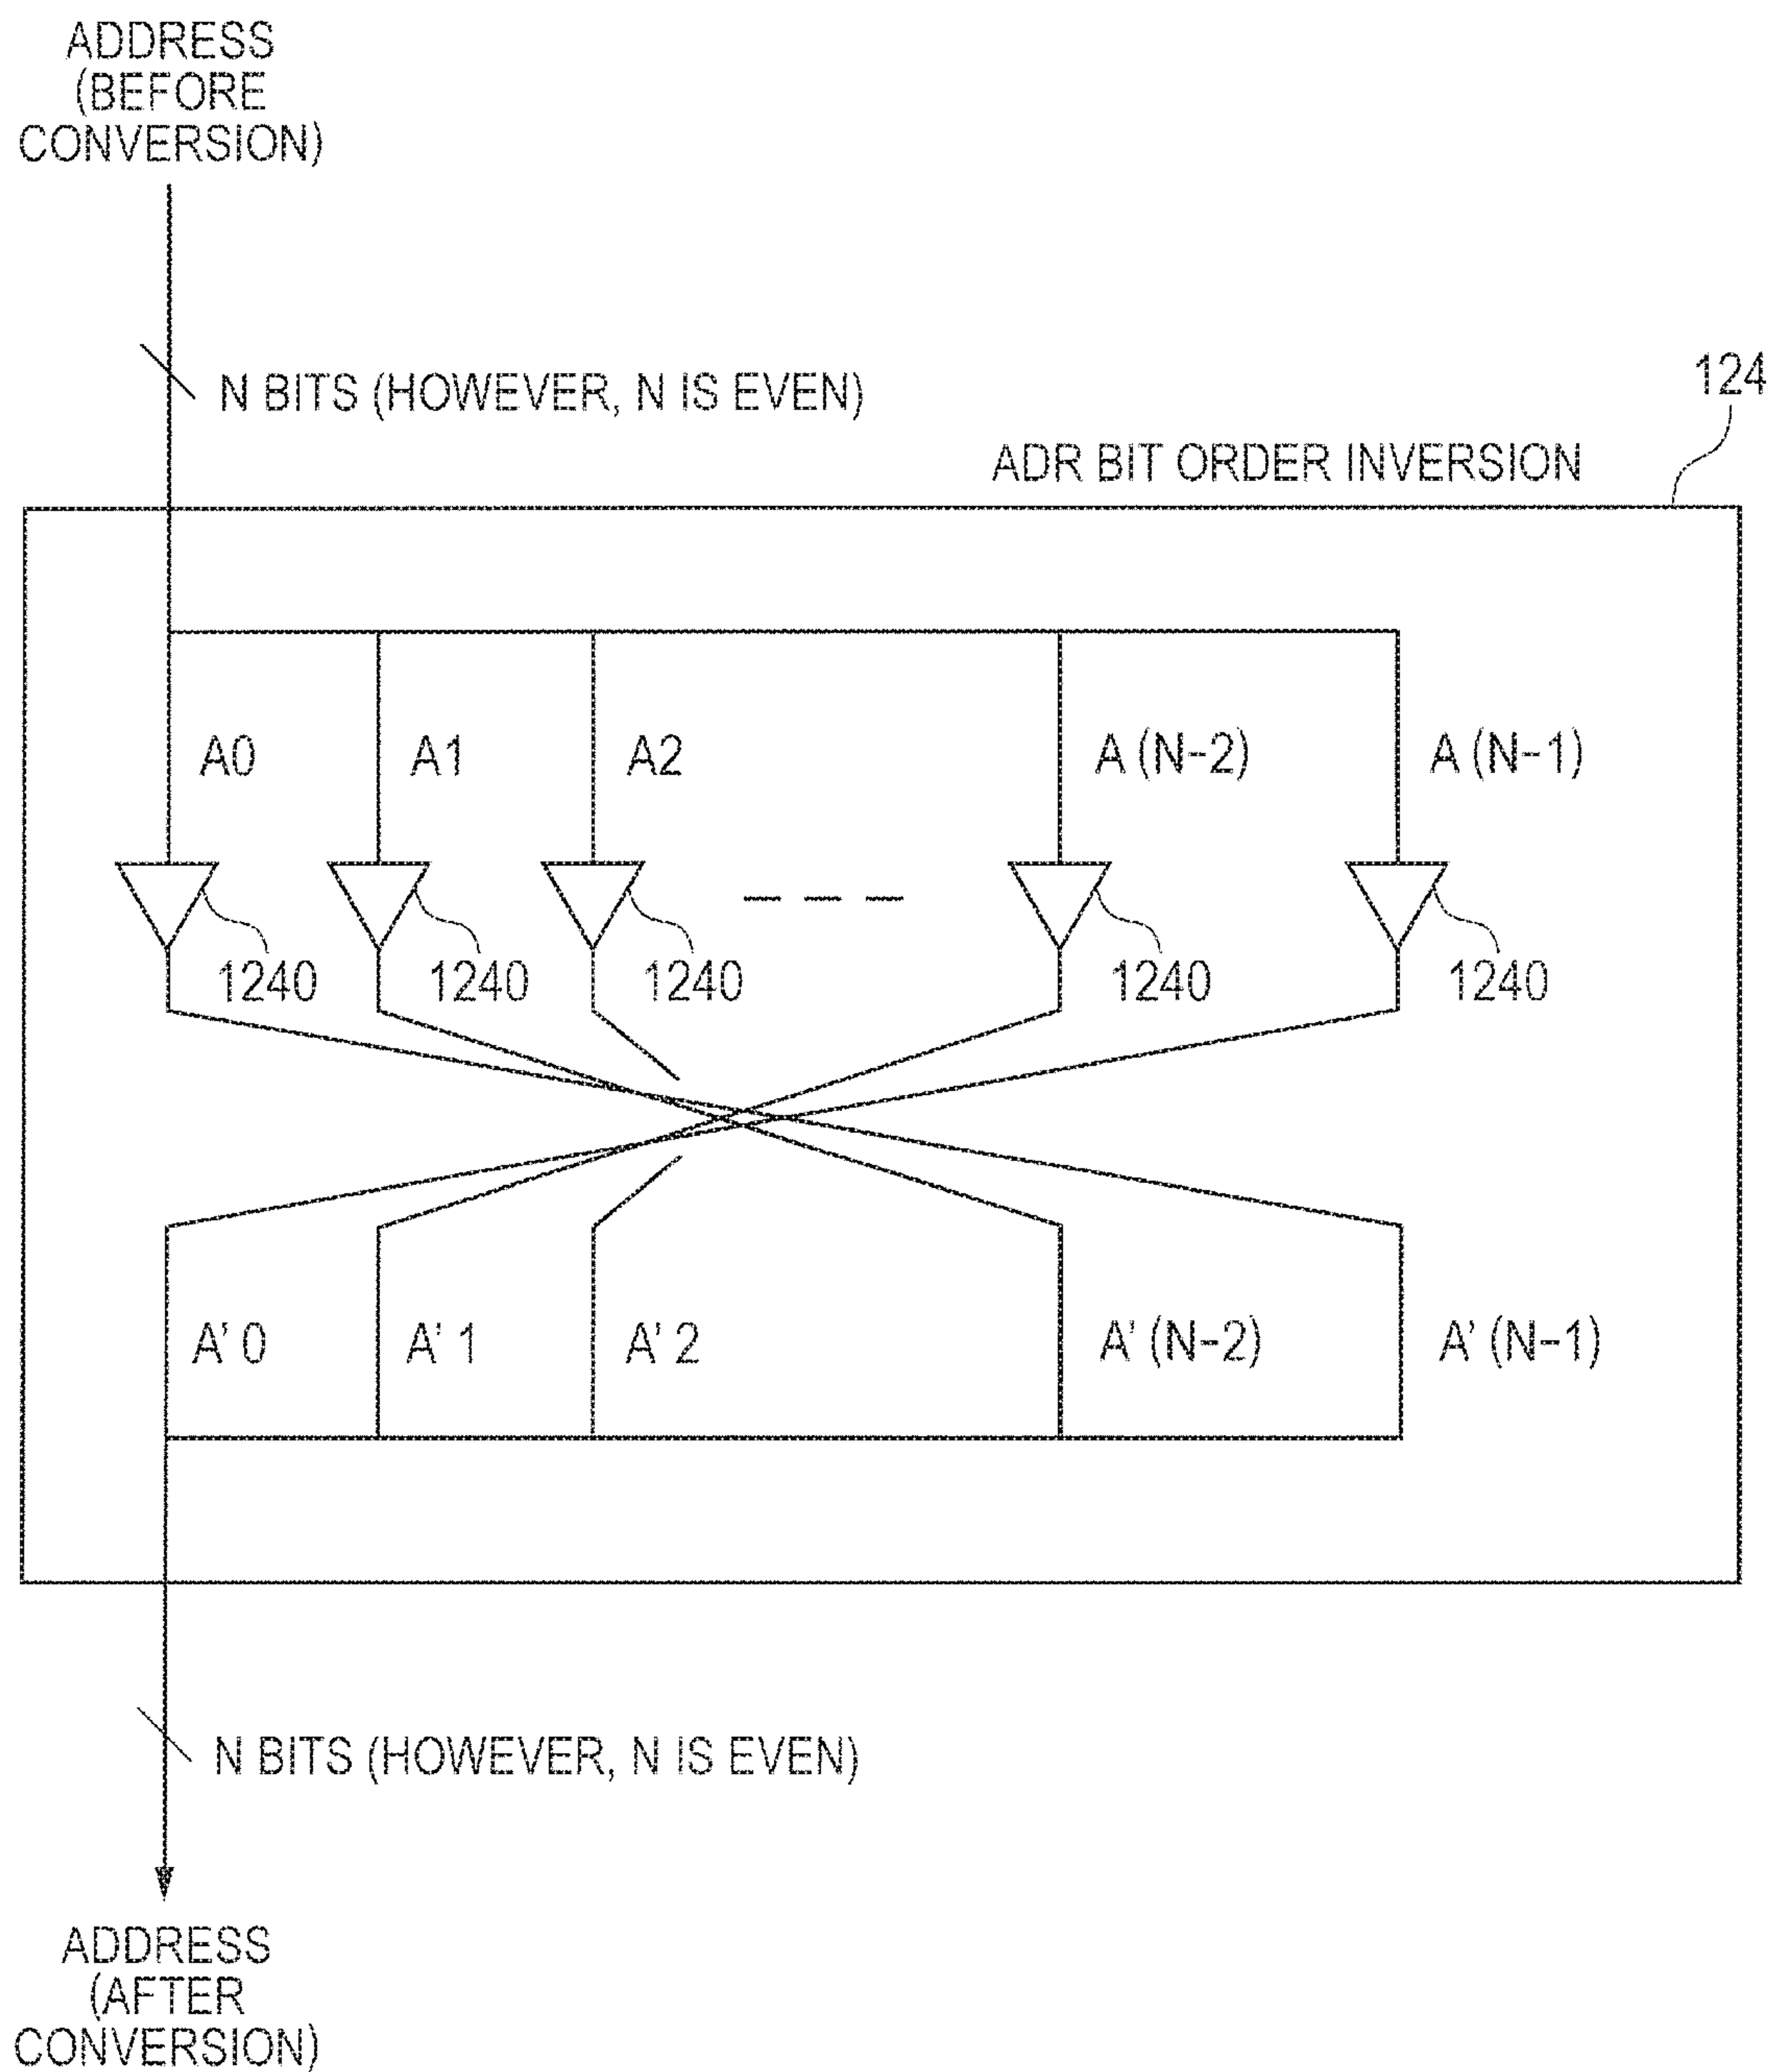 ADDRESS
(BEFORE
CONVERSION)
N BITS (HOWEVER, N IS EVEN)
124
ADR BIT ORDER INVERSION
A0 A1 A2 A (N-2) A (N-1)
1240 1240 1240 1240 1240
A' 0 A' 1 A' 2 A' (N-2) A' (N-1)
N BITS (HOWEVER, N IS EVEN)
ADDRESS
(AFTER
CONVERSION)